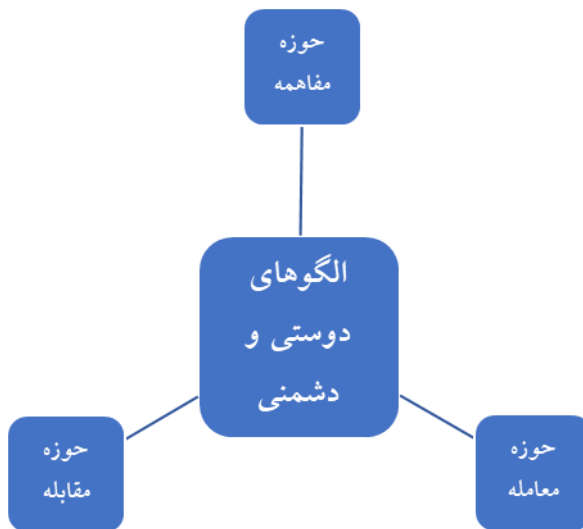 حوزه
مفاهمه
الگوهای
دوستی و
دشمنی
حوزه
معامله
حوزه
مقابله